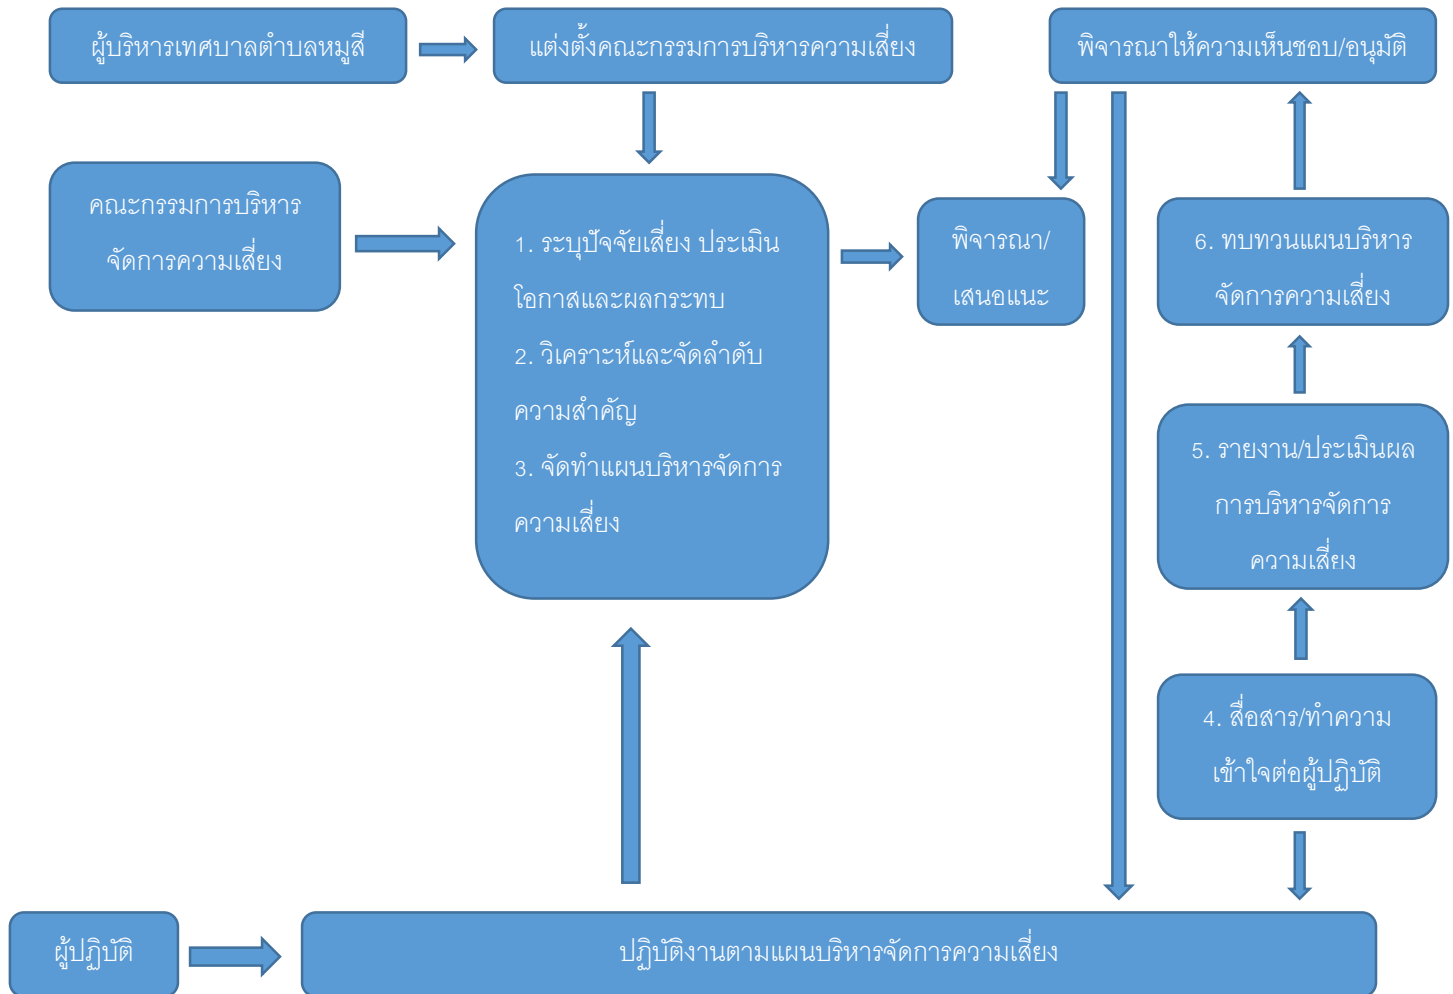 ผู้บริหารเทศบาลตำบลหมูสี
แต่งตั้งคณะกรรมการบริหารความเสี่ยง
พิจารณาให้ความเห็นชอบ/อนุมัติ
คณะกรรมการบริหาร
จัดการความเสี่ยง
1. ระบุปัจจัยเสี่ยง ประเมิน
โอกาสและผลกระทบ
2. วิเคราะห์และจัดลำดับ
ความสำคัญ
3. จัดทำแผนบริหารจัดการ
ความเสี่ยง
พิจารณา/
เสนอแนะ
6. ทบทวนแผนบริหาร
จัดการความเสี่ยง
5. รายงาน/ประเมินผล
การบริหารจัดการ
ความเสี่ยง
4. สื่อสาร/ทำความ
เข้าใจต่อผู้ปฏิบัติ
ผู้ปฏิบัติ
ปฏิบัติงานตามแผนบริหารจัดการความเสี่ยง